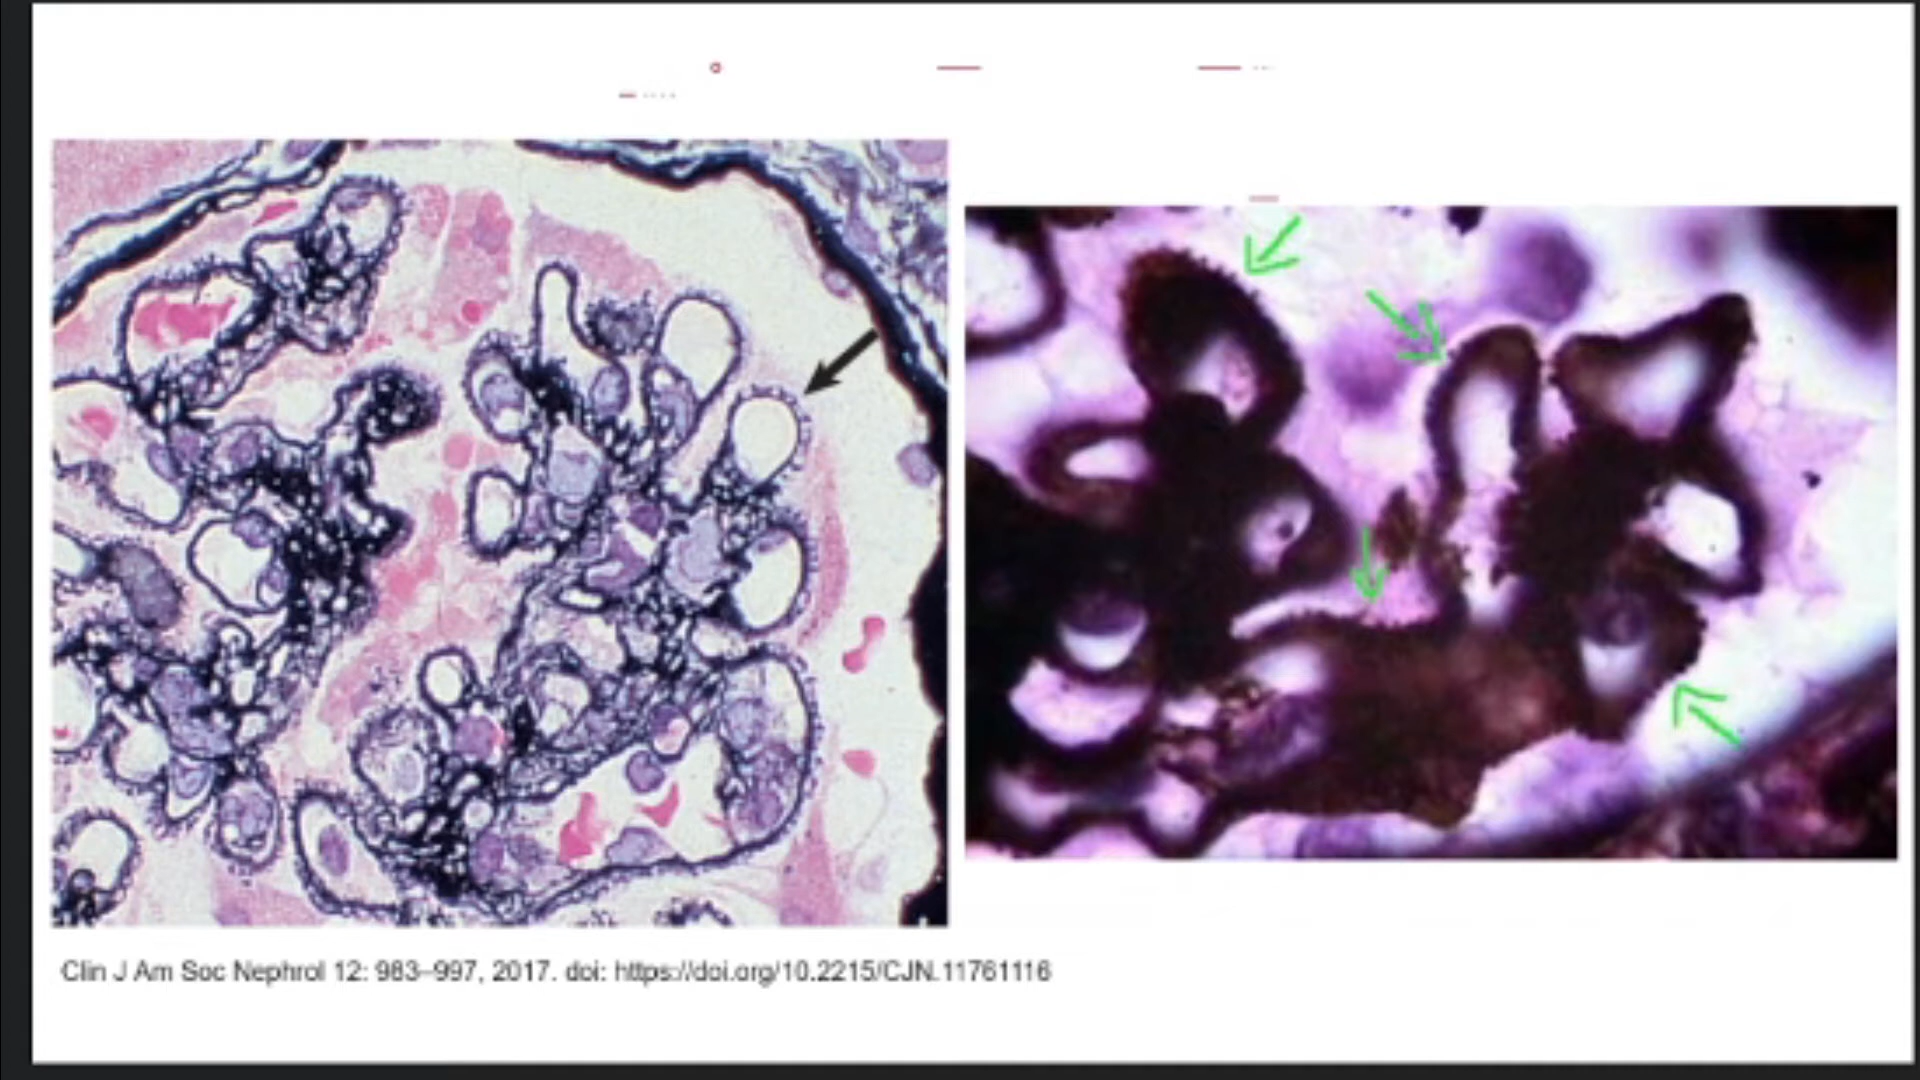 Clin J Am Soc Nephrol 12: 983–997, 2017. doi: https://doi.org/10.2215/CJN.11761116